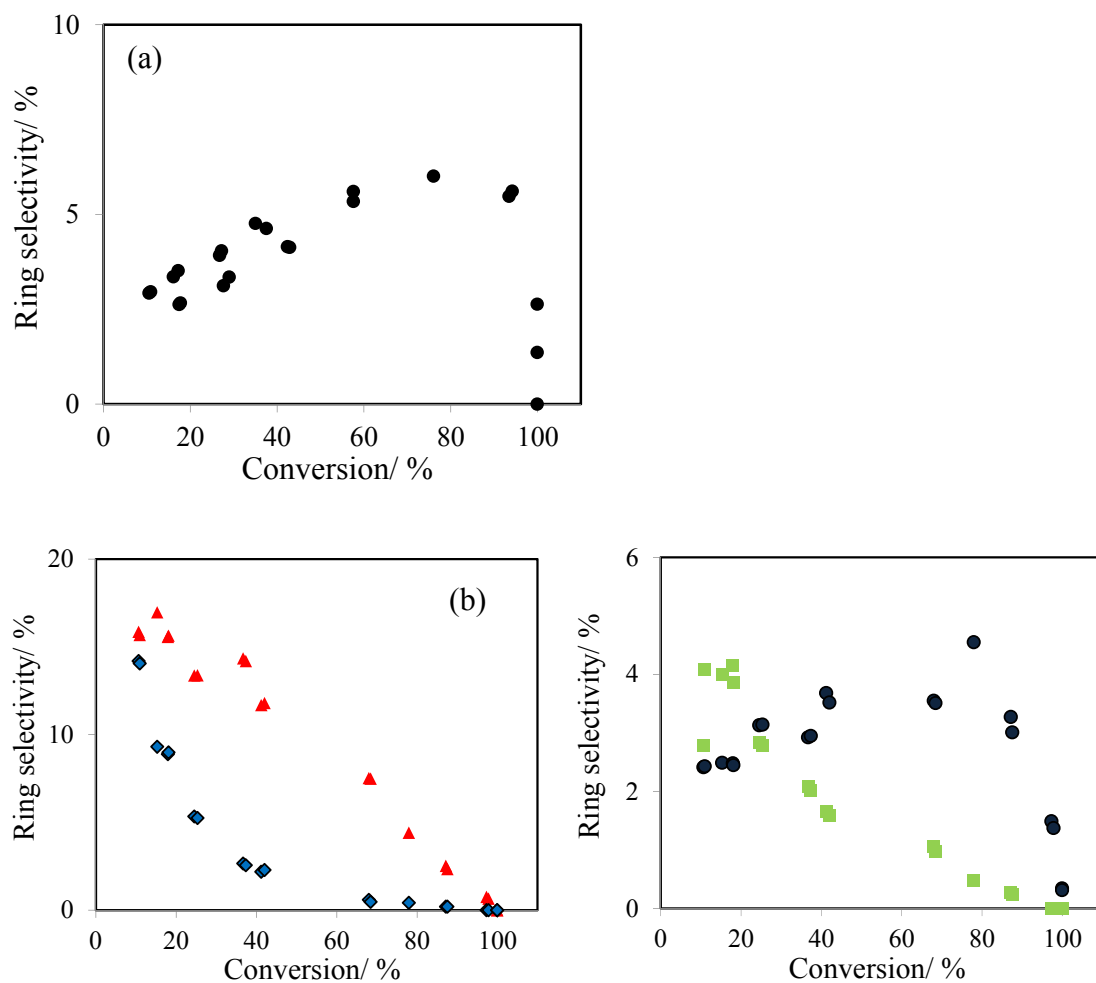 10
(a)
Ring selectivity/ %
5
0
0 20 40 60 80 100
Conversion/ %
20
(b)
Ring selectivity/ %
10
0
0 20 40 60 80 100
Conversion/ %
6
Ring selectivity/ %
4
2
0
0 20 40 60 80 100
Conversion/ %